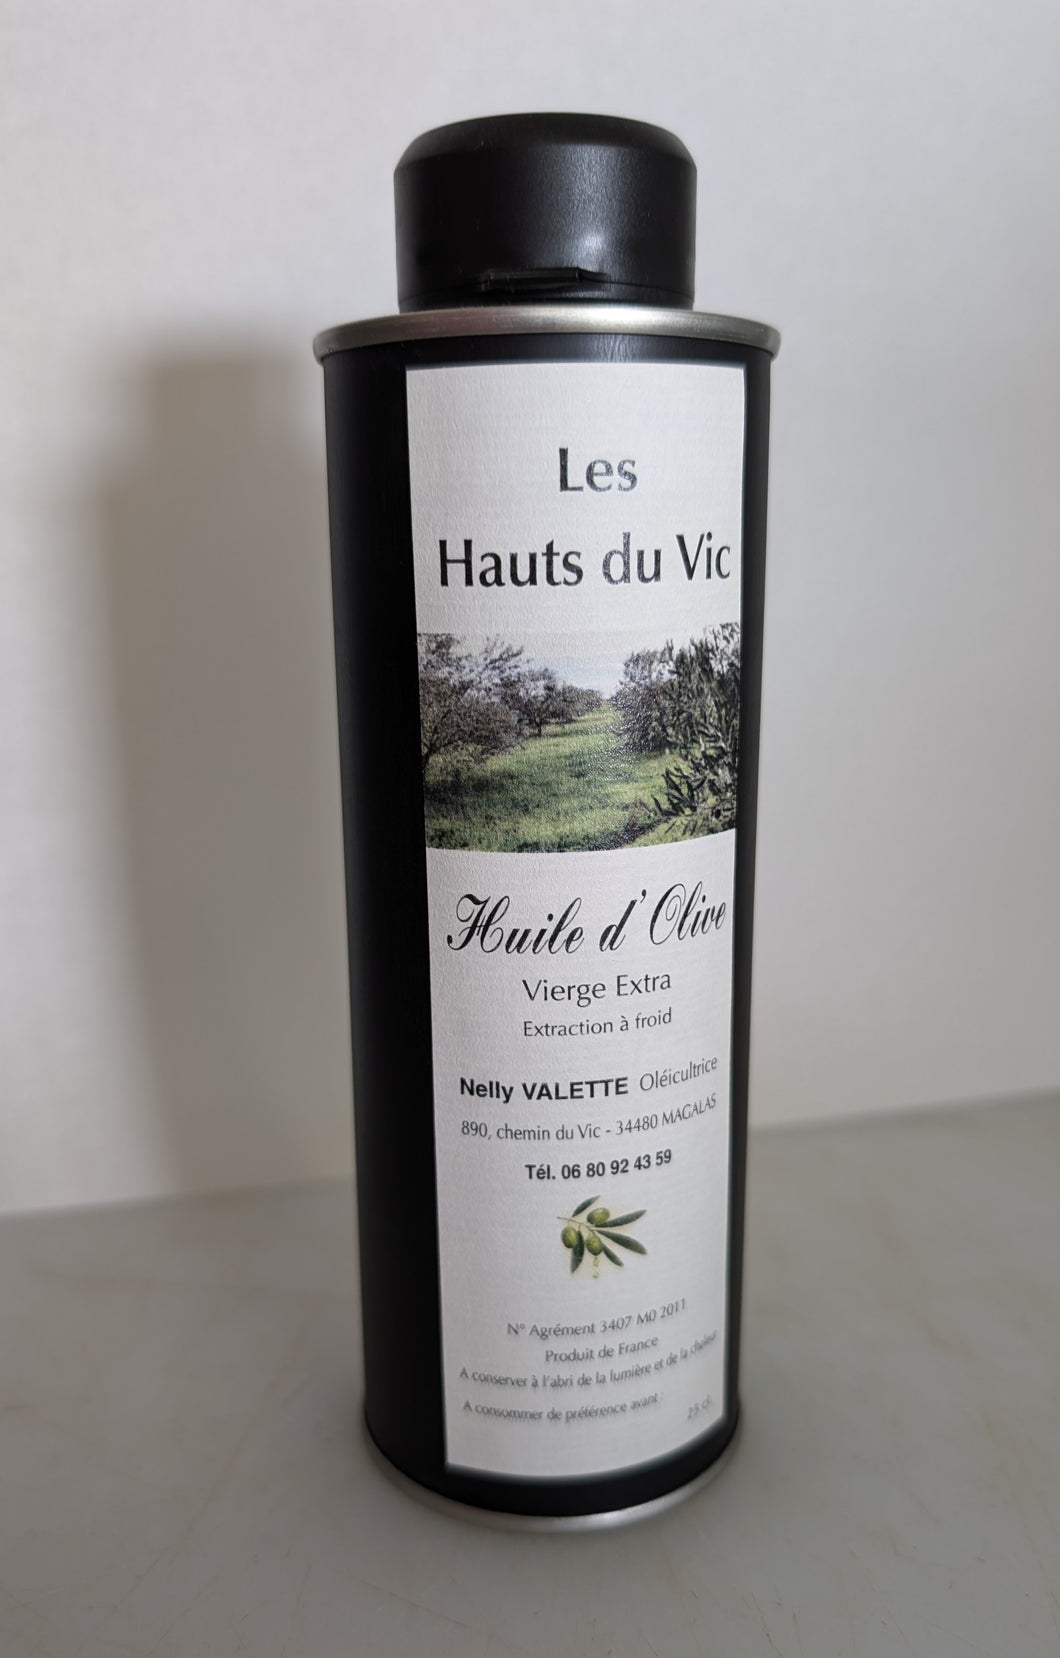 Les
Hauts du Vic
Huile d' Olive
Vierge Extra
Extraction à froid
Nelly VALETTE Oléicultrice
890, chemin du Vic - 34480 MAGALAS
Tél. 06 80 92 43 59
N° Agrément 3407 M0 2011
Produit de France
A conserver à l'abri de la lumière et de la chaleur
A consommer de préférence avant :
25 cl.